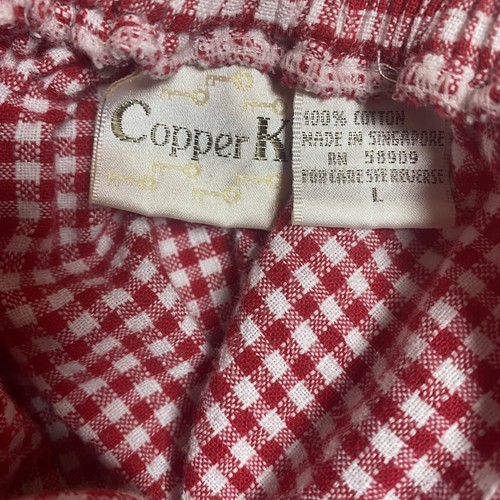 Copper K
100% COTTON
MADE IN SINGAPORE
RN 58909
FOR CARE SEE REVERSE
L